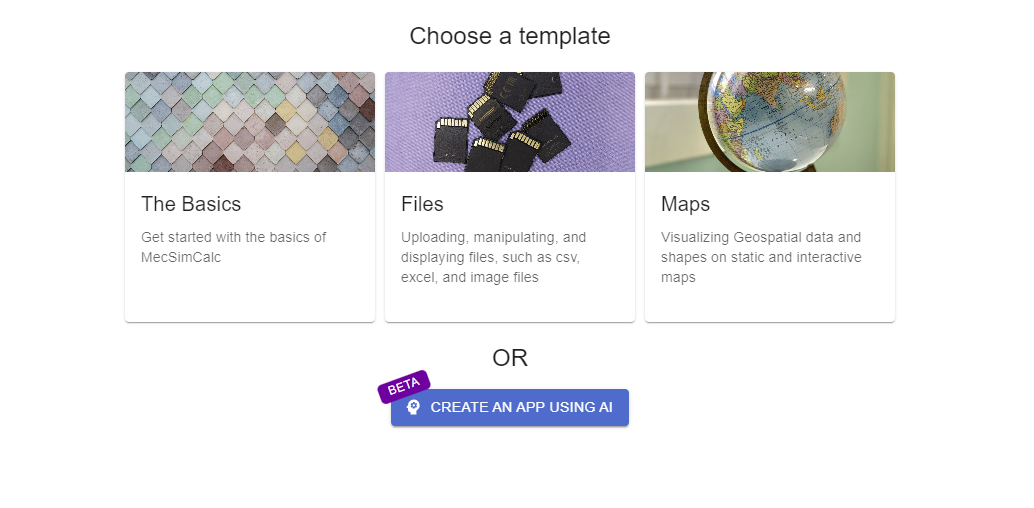 Choose a template
The Basics
Get started with the basics of
MecSimCalc
Files
Uploading, manipulating, and
displaying files, such as csv,
excel, and image files
Maps
Visualizing Geospatial data and
shapes on static and interactive
maps
OR
BETA
CREATE AN APP USING AI